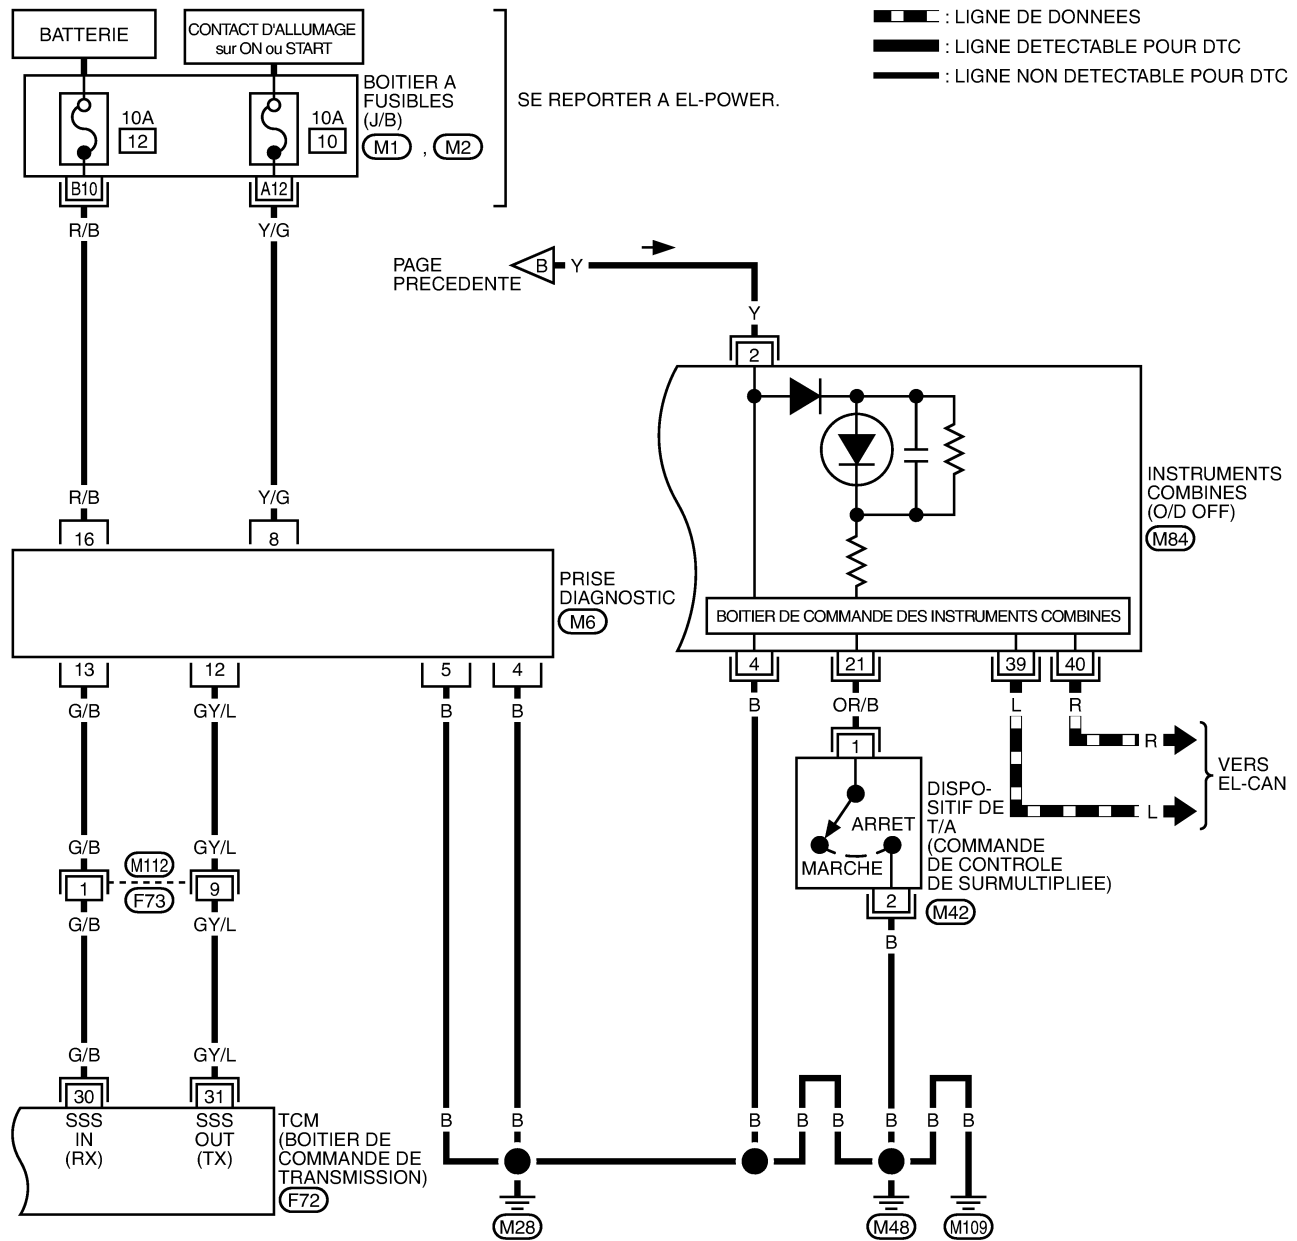 BATTERIE
CONTACT D'ALLUMAGE
sur ON ou START
: LIGNE DE DONNEES
: LIGNE DETECTABLE POUR DTC
: LIGNE NON DETECTABLE POUR DTC
BOITIER A
FUSIBLES
(J/B)
M1 , M2
SE REPORTER A EL-POWER.
10A
12
10A
10
B10
A12
R/B
Y/G
PAGE
PRECEDENTE
B
Y
Y
2
R/B
Y/G
16
8
INSTRUMENTS
COMBINES
(O/D OFF)
M84
PRISE
DIAGNOSTIC
M6
BOITIER DE COMMANDE DES INSTRUMENTS COMBINES
13
12
5
4
4
21
39
40
G/B
GY/L
B
B
B
OR/B
L
R
1
R
L
VERS
EL-CAN
DISPO-
SITIF DE
T/A
(COMMANDE
DE CONTROLE
DE SURMULTIPLIEE)
M42
ARRET
MARCHE
2
B
G/B
GY/L
1
M112
F73
9
G/B
GY/L
G/B
GY/L
30
31
SSS
IN
(RX)
SSS
OUT
(TX)
TCM
(BOITIER DE
COMMANDE DE
TRANSMISSION)
F72
B
B
B
B
B
B
B
B
M28
M48
M109